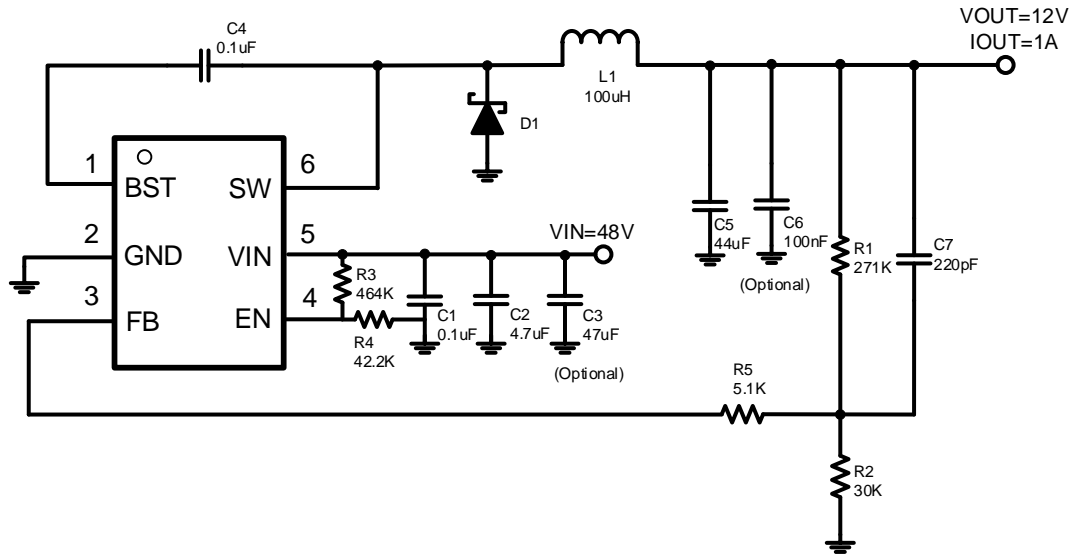 VOUT=12V
IOUT=1A
C4
0.1uF
L1
100uH
D1
1
BST
SW
6
2
GND
VIN
5
VIN=48V
3
FB
EN
4
R3
464K
R4
42.2K
C1
0.1uF
C2
4.7uF
C3
47uF
(Optional)
C5
44uF
C6
100nF
(Optional)
R1
271K
C7
220pF
R5
5.1K
R2
30K